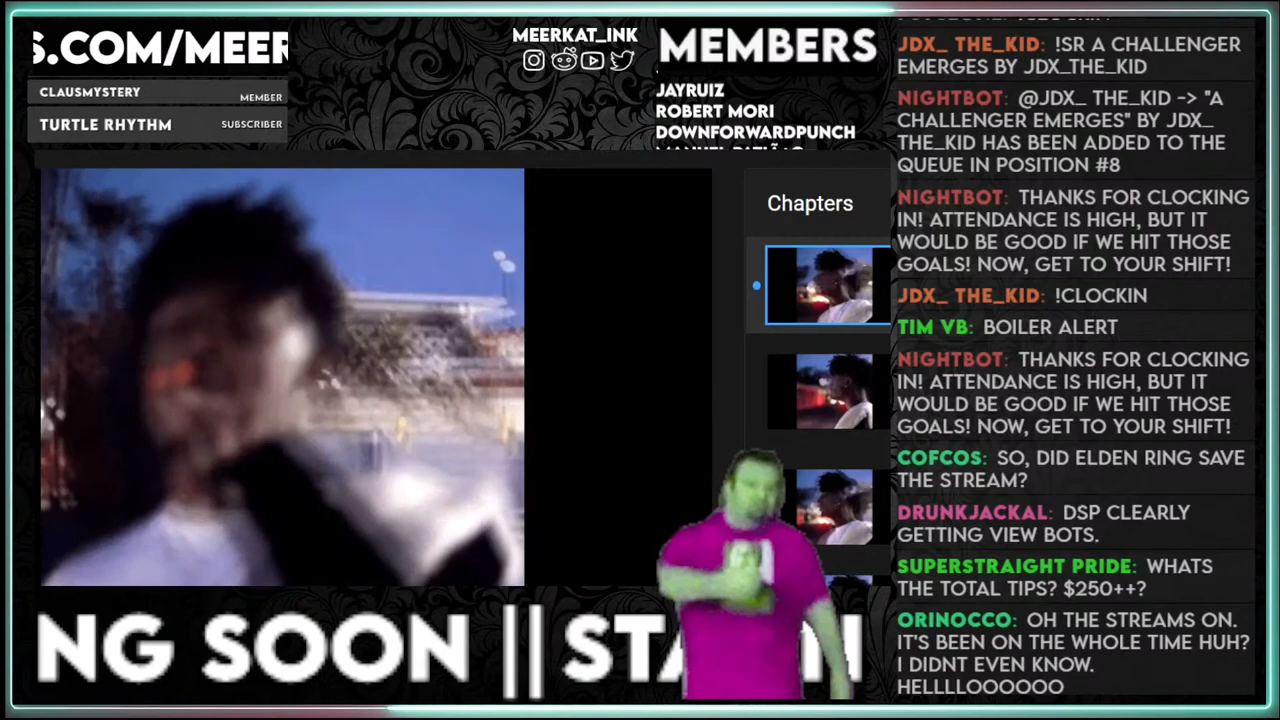 S.COM/MEER
CLAUSMYSTERY MEMBER
TURTLE RHYTHM SUBSCRIBER
MEERKAT_INK
MEMBERS
JAYRUIZ
ROBERT MORI
DOWNFORWARDPUNCH
Chapters
NG SOON || STA
JDX_ THE_KID: !SR A CHALLENGER
EMERGES BY JDX_THE_KID
NIGHTBOT: @JDX_ THE_KID -> "A
CHALLENGER EMERGES" BY JDX_
THE_KID HAS BEEN ADDED TO THE
QUEUE IN POSITION #8
NIGHTBOT: THANKS FOR CLOCKING
IN! ATTENDANCE IS HIGH, BUT IT
WOULD BE GOOD IF WE HIT THOSE
GOALS! NOW, GET TO YOUR SHIFT!
JDX_ THE_KID: !CLOCKIN
TIM VB: BOILER ALERT
NIGHTBOT: THANKS FOR CLOCKING
IN! ATTENDANCE IS HIGH, BUT IT
WOULD BE GOOD IF WE HIT THOSE
GOALS! NOW, GET TO YOUR SHIFT!
COFCOS: SO, DID ELDEN RING SAVE
THE STREAM?
DRUNKJACKAL: DSP CLEARLY
GETTING VIEW BOTS.
SUPERSTRAIGHT PRIDE: WHATS
THE TOTAL TIPS? $250++?
ORINOCCO: OH THE STREAMS ON.
IT'S BEEN ON THE WHOLE TIME HUH?
I DIDNT EVEN KNOW.
HELLLLOOOOOO